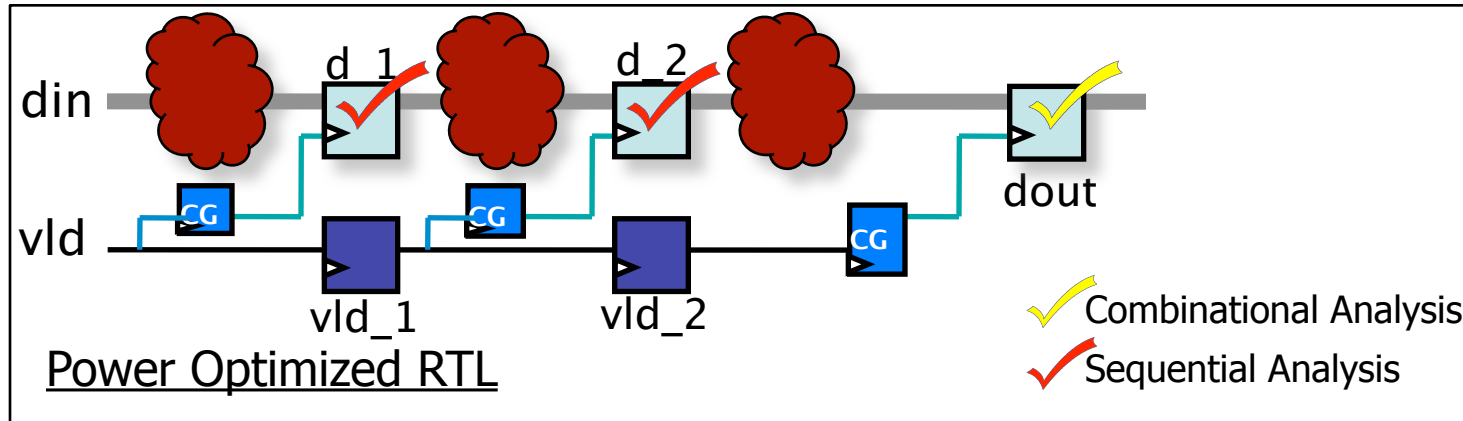 d_1
d_2
din
dout
CG
CG
CG
vld
vld_1
vld_2
Combinational Analysis
Sequential Analysis
Power Optimized RTL